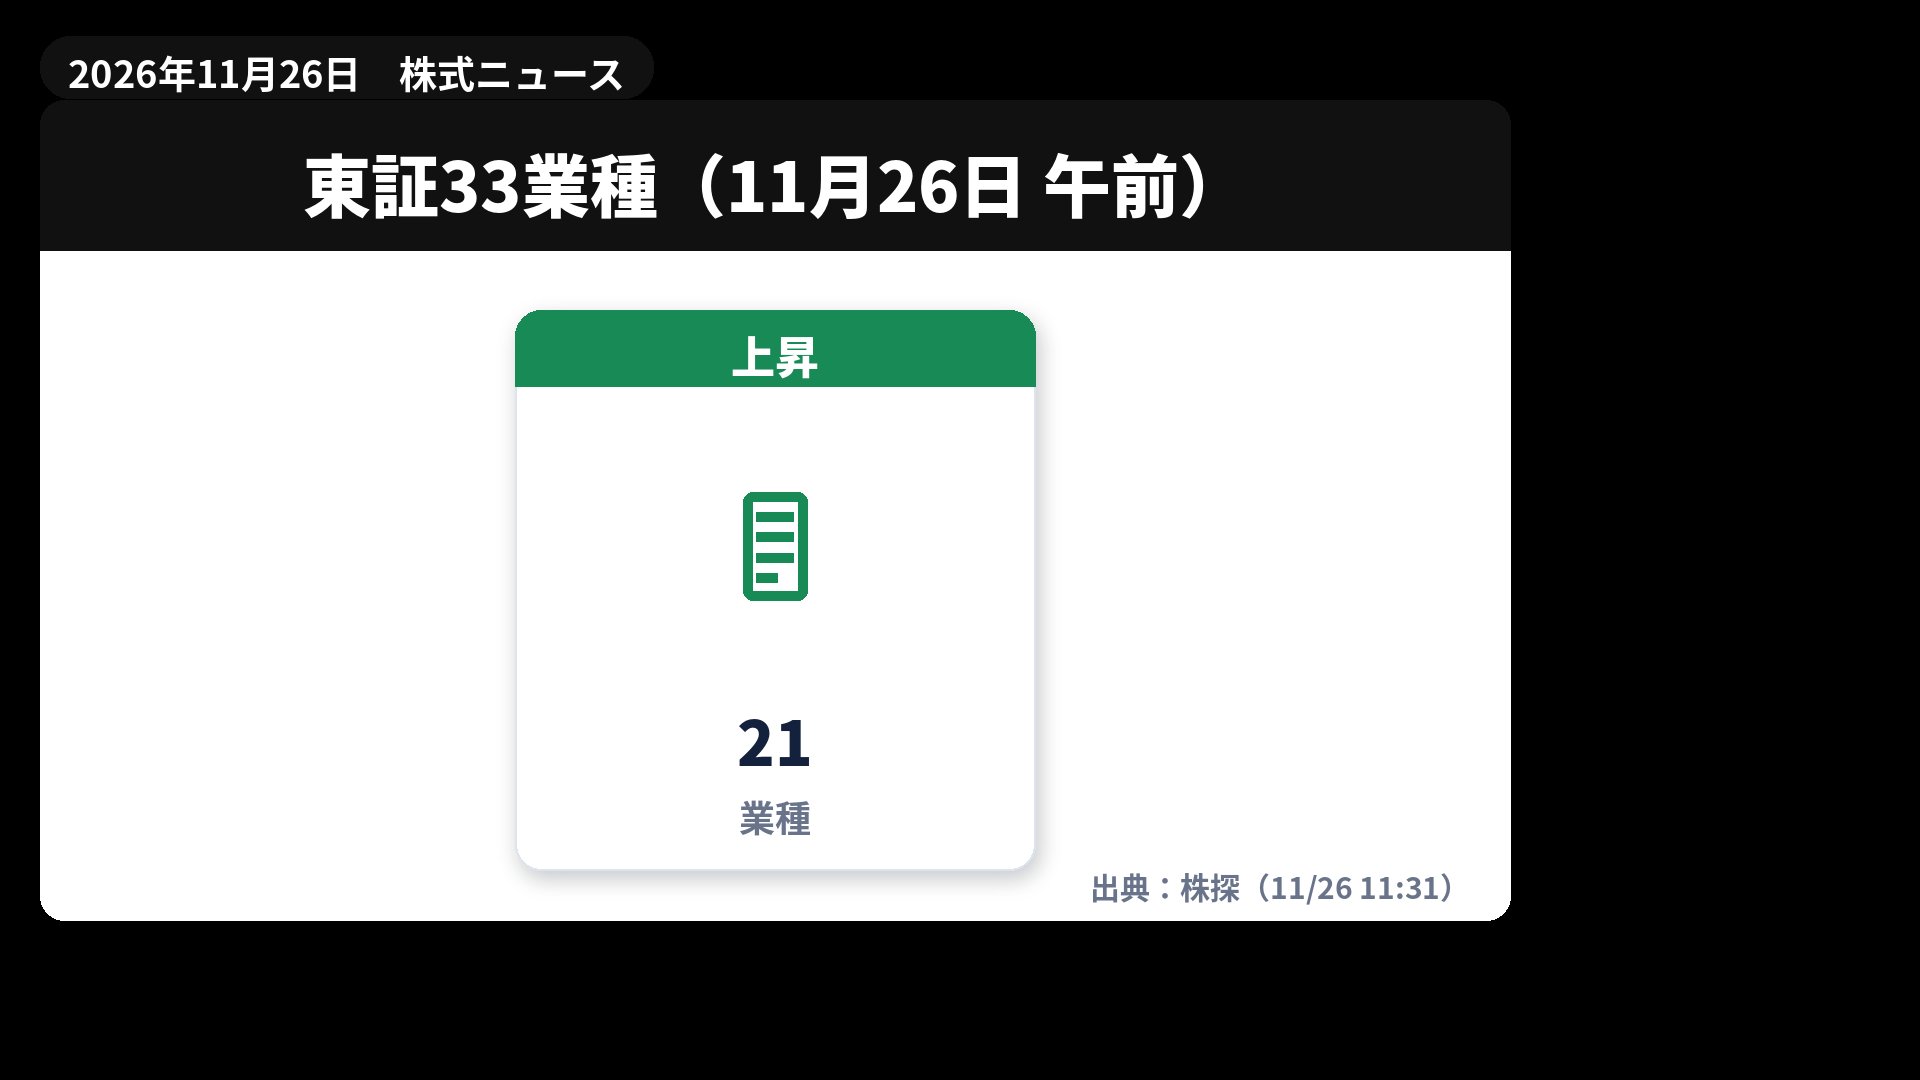 2026年11月26日　株式ニュース
東証33業種（11月26日 午前）
上昇
21
業種
出典：株探（11/26 11:31）